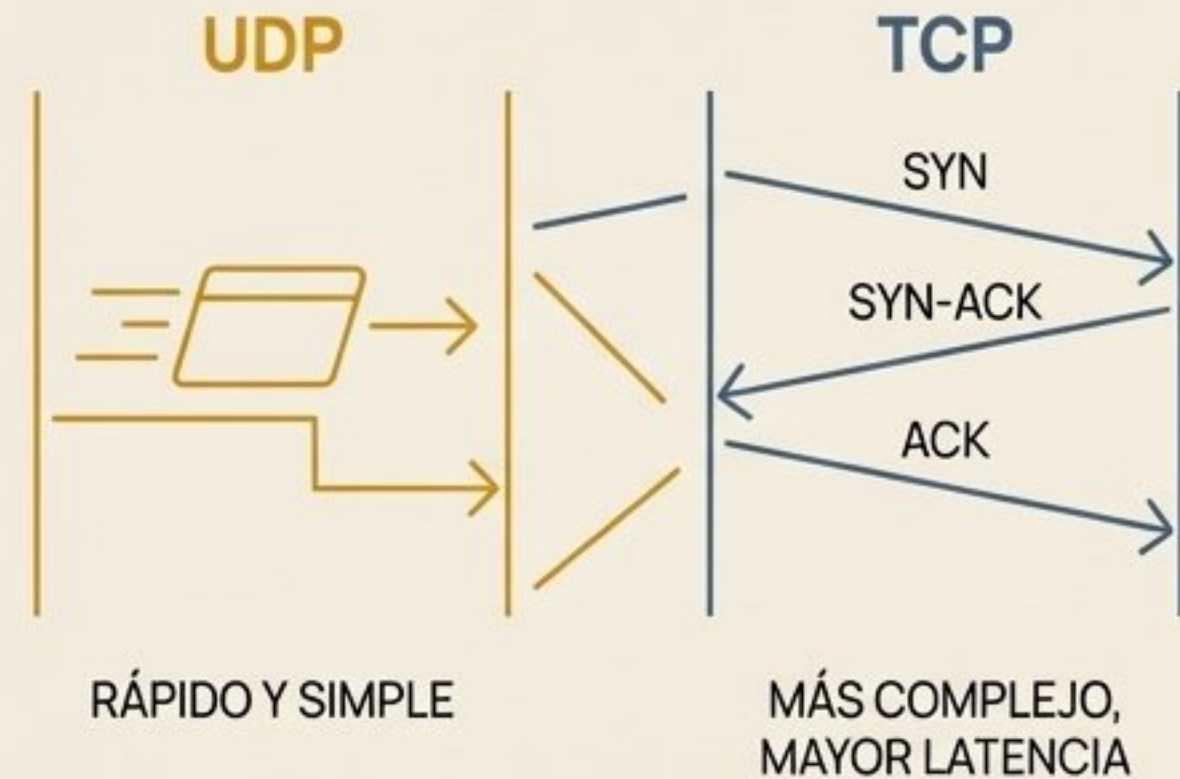 UDP
RÁPIDO Y SIMPLE
TCP
SYN
SYN-ACK
ACK
MÁS COMPLEJO,
MAYOR LATENCIA